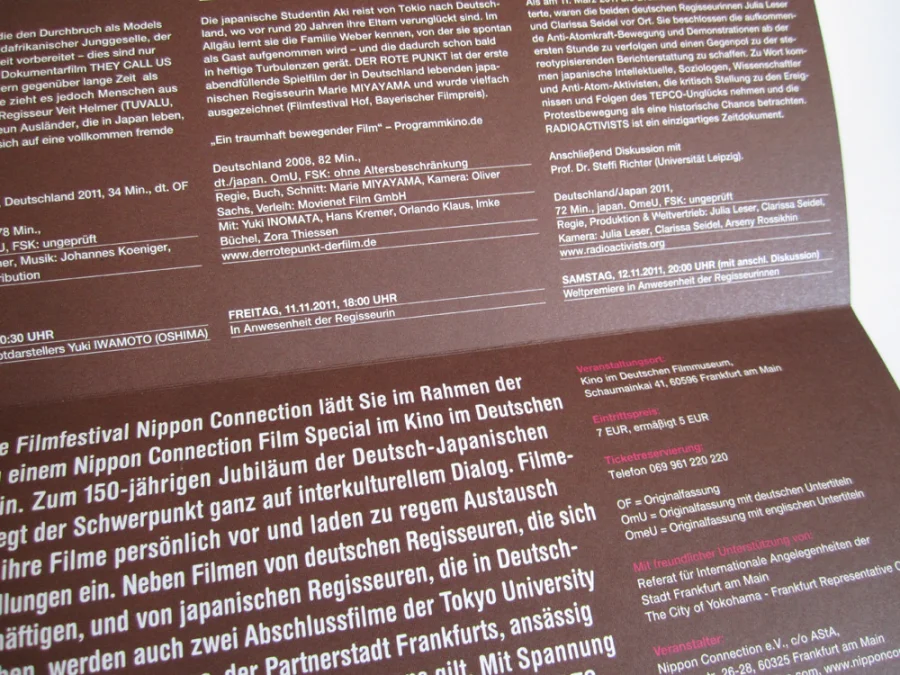 die den Durchbruch als Models
dafrikanischer Junggeselle, der
eit vorbereitet – dies sind nur
Dokumentarfilm THEY CALL US
ern gegenüber lange Zeit als
e zieht es jedoch Menschen aus
Regisseur Veit Helmer (TUVALU,
eun Ausländer, die in Japan leben,
sich auf eine vollkommen fremde
, Deutschland 2011, 34 Min., dt. OF
78 Min.,
U, FSK: ungeprüft
er, Musik: Johannes Koeniger,
tribution
0:30 UHR
ptdarstellers Yuki IWAMOTO (OSHIMA)
Die japanische Studentin Aki reist von Tokio nach Deutsch-
land, wo vor rund 20 Jahren ihre Eltern verunglückt sind. Im
Allgäu lernt sie die Familie Weber kennen, von der sie spontan
als Gast aufgenommen wird – und die dadurch schon bald
in heftige Turbulenzen gerät. DER ROTE PUNKT ist der erste
abendfüllende Spielfilm der in Deutschland lebenden japa-
nischen Regisseurin Marie MIYAYAMA und wurde vielfach
ausgezeichnet (Filmfestival Hof, Bayerischer Filmpreis).
„Ein traumhaft bewegender Film“ – Programmkino.de
Deutschland 2008, 82 Min.,
dt./japan. OmU, FSK: ohne Altersbeschränkung
Regie, Buch, Schnitt: Marie MIYAYAMA, Kamera: Oliver
Sachs, Verleih: Movienet Film GmbH
Mit: Yuki INOMATA, Hans Kremer, Orlando Klaus, Imke
Büchel, Zora Thiessen
www.derrotepunkt-derfilm.de
FREITAG, 11.11.2011, 18:00 UHR
In Anwesenheit der Regisseurin
Als am 11. März 2011 die
terte, waren die beiden deutschen Regisseurinnen Julia Leser
und Clarissa Seidel vor Ort. Sie beschlossen die aufkommen-
de Anti-Atomkraft-Bewegung und Demonstrationen ab der
ersten Stunde zu verfolgen und einen Gegenpol zu der ste-
reotypisierenden Berichterstattung zu schaffen. Zu Wort kom-
men japanische Intellektuelle, Soziologen, Wissenschaftler
und Anti-Atom-Aktivisten, die kritisch Stellung zu den Ereig-
nissen und Folgen des TEPCO-Unglücks nehmen und die
Protestbewegung als eine historische Chance betrachten.
RADIOACTIVISTS ist ein einzigartiges Zeitdokument.
Anschließend Diskussion mit
Prof. Dr. Steffi Richter (Universität Leipzig).
Deutschland/Japan 2011,
72 Min., japan. OmeU, FSK: ungeprüft
Regie, Produktion & Weltvertrieb: Julia Leser, Clarissa Seidel,
Kamera: Julia Leser, Clarissa Seidel, Arseny Rossikhin
www.radioactivists.org
SAMSTAG, 12.11.2011, 20:00 UHR (mit anschl. Diskussion)
Weltpremiere in Anwesenheit der Regisseurinnen
e Filmfestival Nippon Connection lädt Sie im Rahmen der
einem Nippon Connection Film Special im Kino im Deutschen
in. Zum 150-jährigen Jubiläum der Deutsch-Japanischen
egt der Schwerpunkt ganz auf interkulturellem Dialog. Filme-
ihre Filme persönlich vor und laden zu regem Austausch
llungen ein. Neben Filmen von deutschen Regisseuren, die sich
häftigen, und von japanischen Regisseuren, die in Deutsch-
hen, werden auch zwei Abschlussfilme der Tokyo University
der Partnerstadt Frankfurts, ansässig
gilt. Mit Spannung
Veranstaltungsort:
Kino im Deutschen Filmmuseum,
Schaumainkai 41, 60596 Frankfurt am Main
Eintrittspreis:
7 EUR, ermäßigt 5 EUR
Ticketreservierung:
Telefon 069 961 220 220
OF = Originalfassung
OmU = Originalfassung mit deutschen Untertiteln
OmeU = Originalfassung mit englischen Untertiteln
Mit freundlicher Unterstützung von:
Referat für Internationale Angelegenheiten der
Stadt Frankfurt am Main
The City of Yokohama - Frankfurt Representative
Veranstalter:
Nippon Connection e.V., c/o AStA,
26-28, 60325 Frankfurt am Main
.com, www.nipponcon